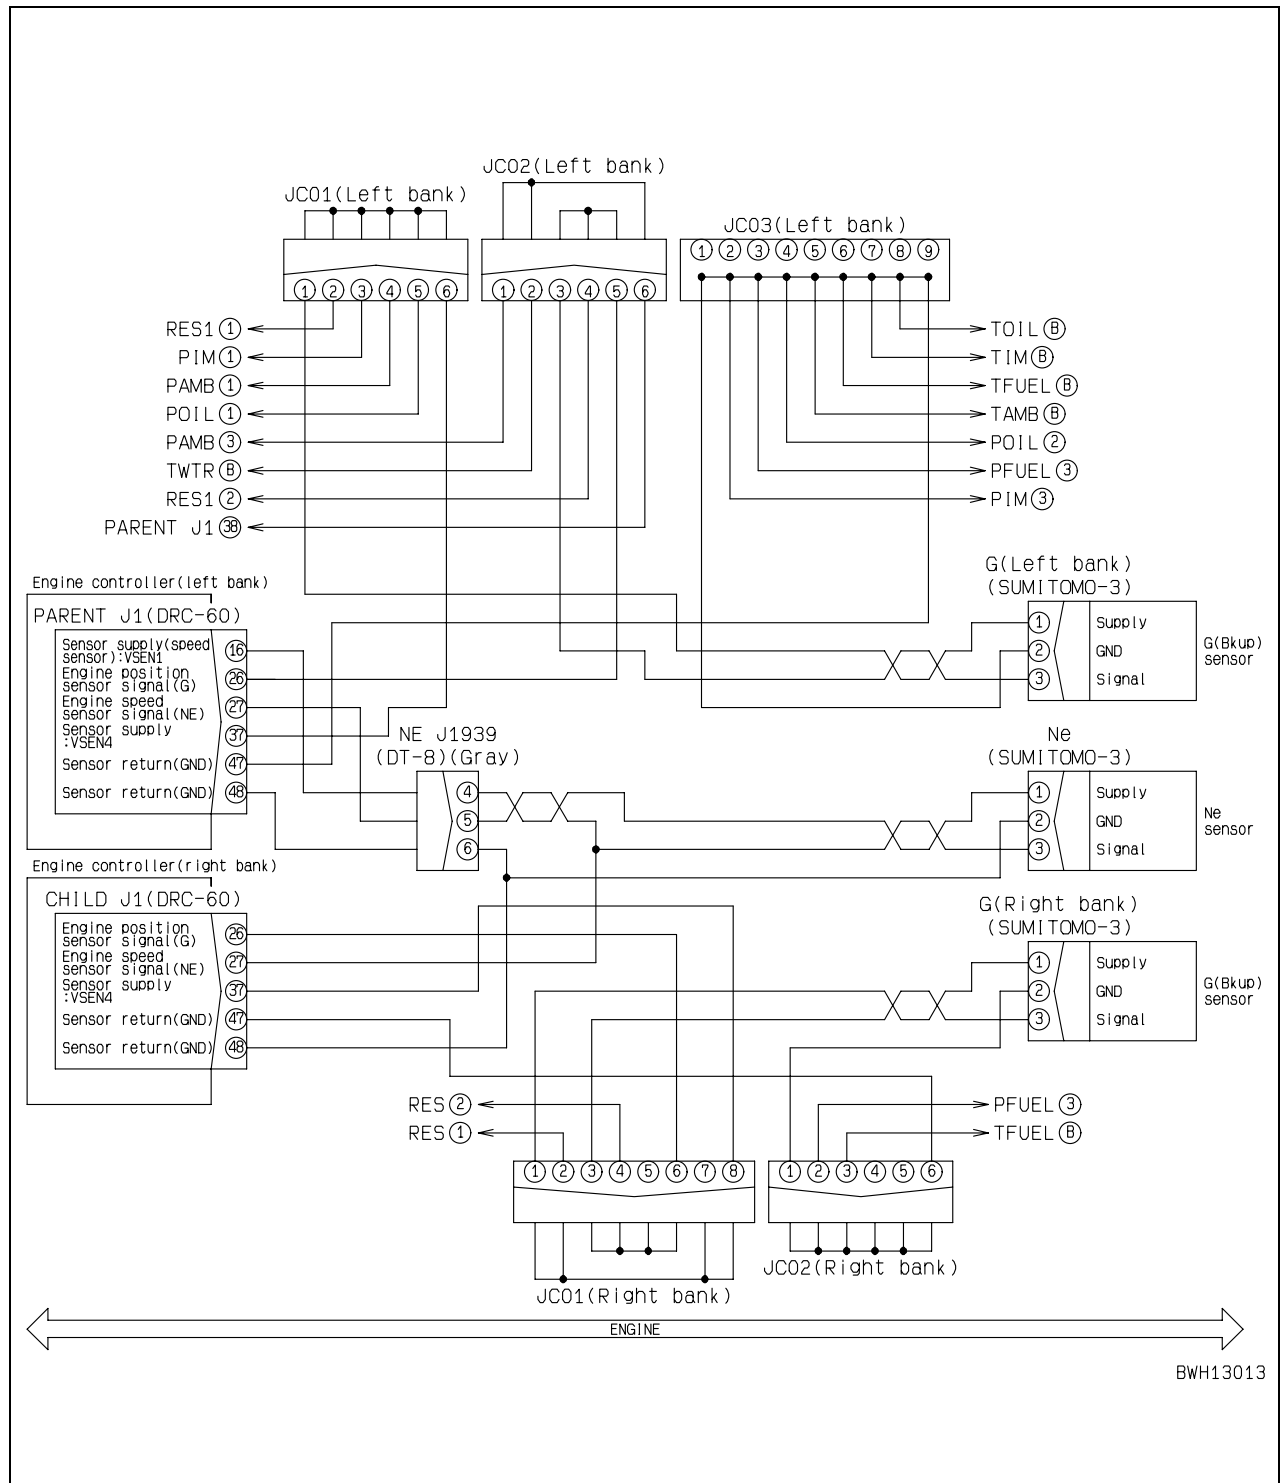 JC02(Left bank)
JC01(Left bank)
JC03(Left bank)
1 2 3 4 5 6 7 8 9
1 2 3 4 5 6
1 2 3 4 5 6
RES1 1
PIM 1
PAMB 1
POIL 1
PAMB 3
TWTR B
RES1 2
PARENT J1 38
TOIL B
TIM B
TFUEL B
TAMB B
POIL 2
PFUEL 3
PIM 3
Engine controller(left bank)
PARENT J1(DRC-60)
Sensor supply(speed
sensor):VSEN1
16
Engine position
sensor signal(G)
26
Engine speed
sensor signal(NE)
27
Sensor supply
:VSEN4
37
Sensor return(GND) 47
Sensor return(GND) 48
G(Left bank)
(SUMITOMO-3)
1 Supply
2 GND
3 Signal
G(Bkup)
sensor
NE J1939
(DT-8)(Gray)
4
5
6
Ne
(SUMITOMO-3)
1 Supply
2 GND
3 Signal
Ne
sensor
Engine controller(right bank)
CHILD J1(DRC-60)
Engine position
sensor signal(G)
26
Engine speed
sensor signal(NE)
27
Sensor supply
:VSEN4
37
Sensor return(GND) 47
Sensor return(GND) 48
G(Right bank)
(SUMITOMO-3)
1 Supply
2 GND
3 Signal
G(Bkup)
sensor
RES 2
RES 1
PFUEL 3
TFUEL B
1 2 3 4 5 6 7 8
1 2 3 4 5 6
JC02(Right bank)
JC01(Right bank)
ENGINE
BWH13013